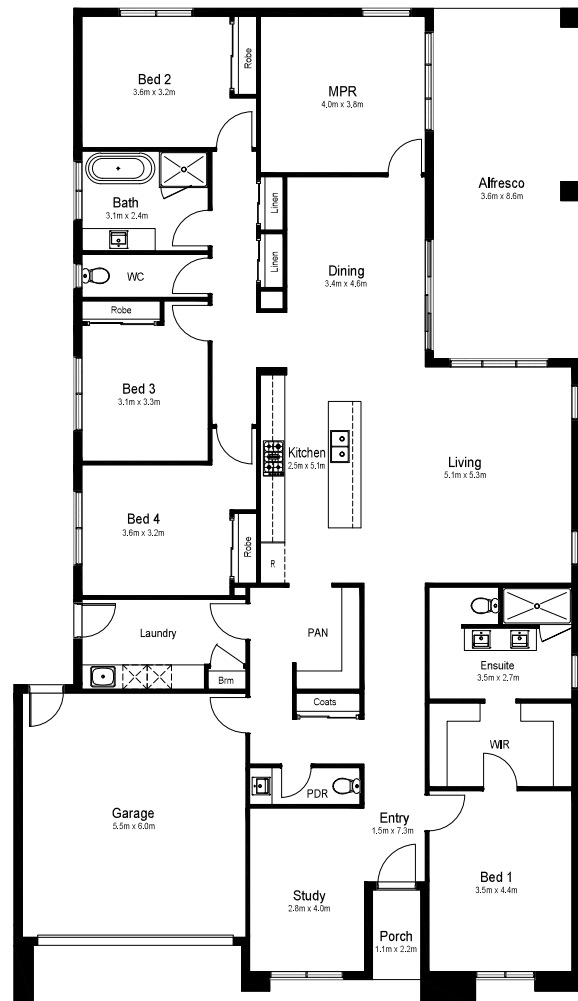 Bed 2
3.6m x 3.2m
Robe
MPR
4.0m x 3.8m
Alfresco
3.6m x 8.6m
Bath
3.1m x 2.4m
Linen
Linen
WC
Dining
3.4m x 4.6m
Robe
Bed 3
3.1m x 3.3m
Kitchen
2.5m x 5.1m
Living
5.1m x 5.3m
Bed 4
3.6m x 3.2m
Robe
R
Laundry
PAN
Brm
Ensuite
3.5m x 2.7m
Coats
WIR
PDR
Garage
5.5m x 6.0m
Entry
1.5m x 7.3m
Bed 1
3.5m x 4.4m
Study
2.8m x 4.0m
Porch
1.1m x 2.2m